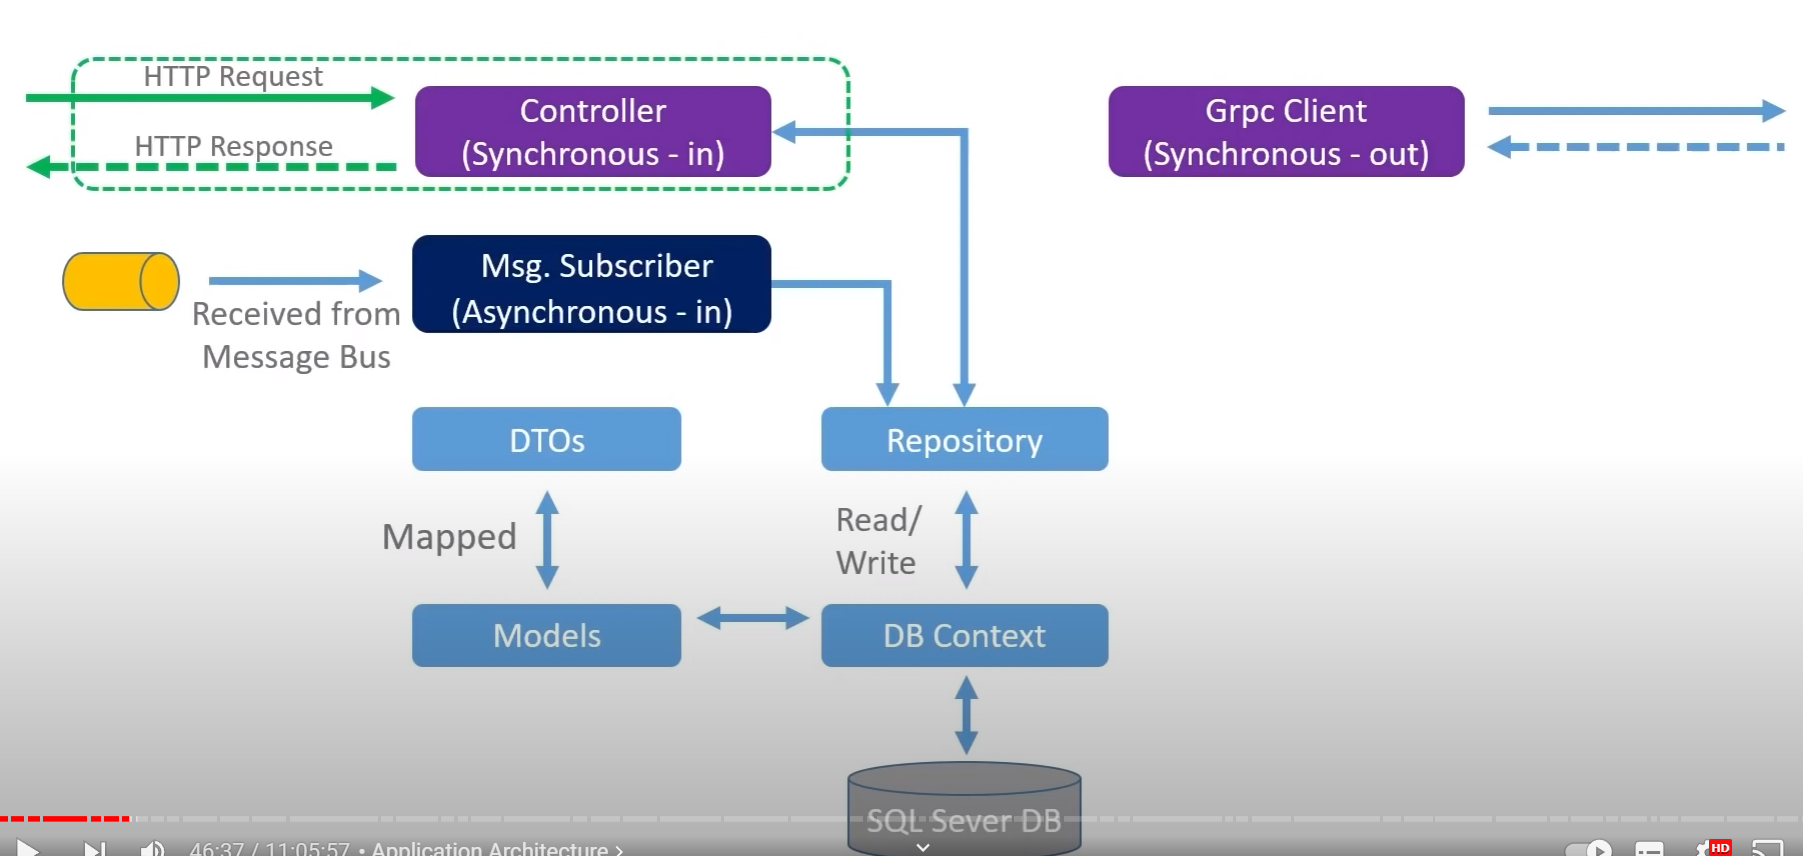 HTTP Request
HTTP Response
Controller
(Synchronous - in)
Grpc Client
(Synchronous - out)
Received from
Message Bus
Msg. Subscriber
(Asynchronous - in)
DTOs
Repository
Mapped
Read/
Write
Models
DB Context
SQL Sever DB
46:37 / 11:05:57 • Application Architecture
HD